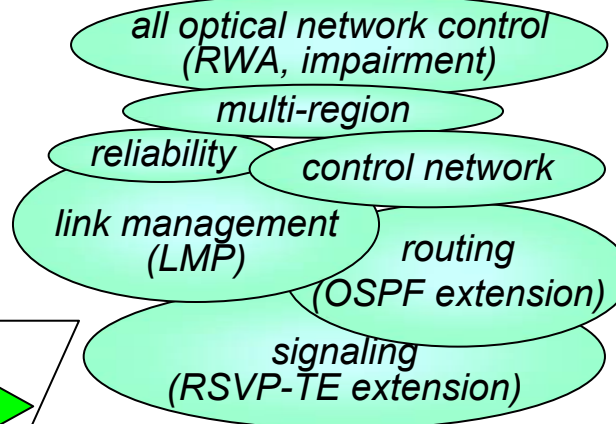 all optical network control
(RWA, impairment)
multi-region
reliability
control network
link management
(LMP)
routing
(OSPF extension)
signaling
(RSVP-TE extension)